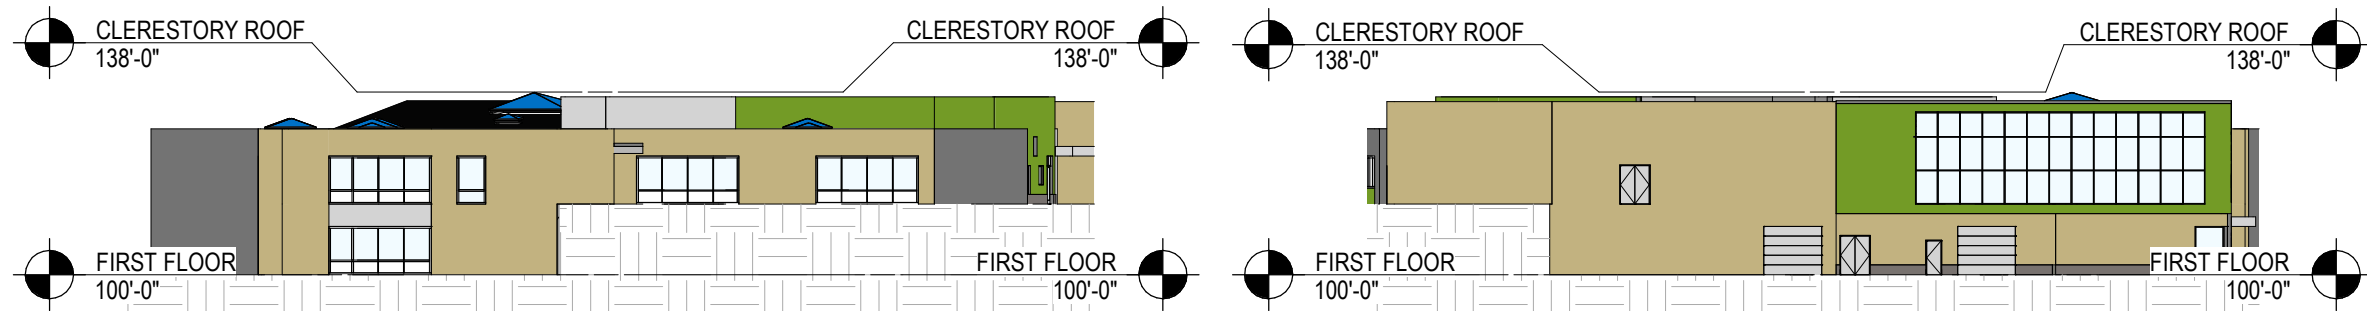 CLERESTORY ROOF
138'-0"
CLERESTORY ROOF
138'-0"
CLERESTORY ROOF
138'-0"
CLERESTORY ROOF
138'-0"
FIRST FLOOR
100'-0"
FIRST FLOOR
100'-0"
FIRST FLOOR
100'-0"
FIRST FLOOR
100'-0"